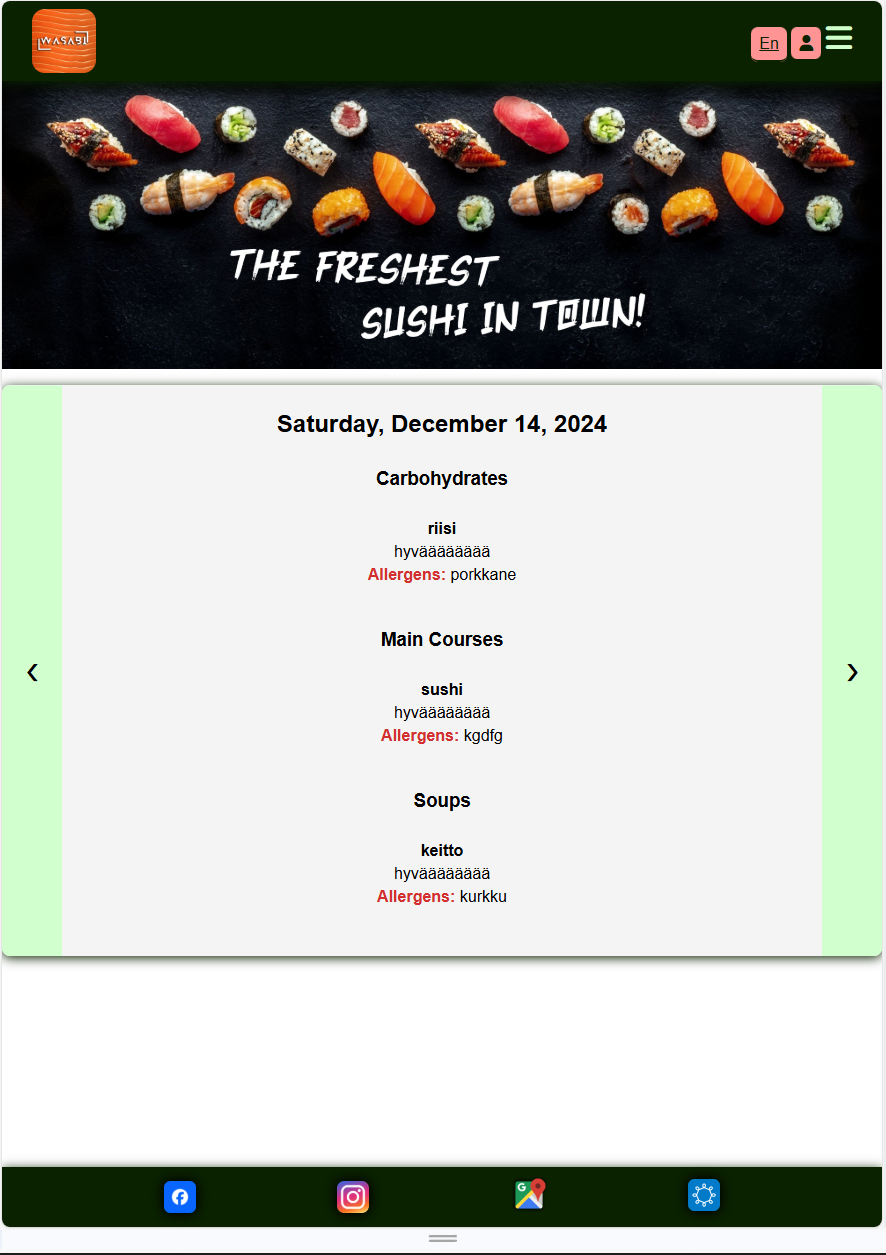 WASABI
En
THE FRESHEST
SUSHI IN TOWN!
Saturday, December 14, 2024
Carbohydrates
riisi
hyvääääääää
Allergens: porkkane
Main Courses
sushi
hyvääääääää
Allergens: kgdfg
Soups
keitto
hyvääääääää
Allergens: kurkku
G